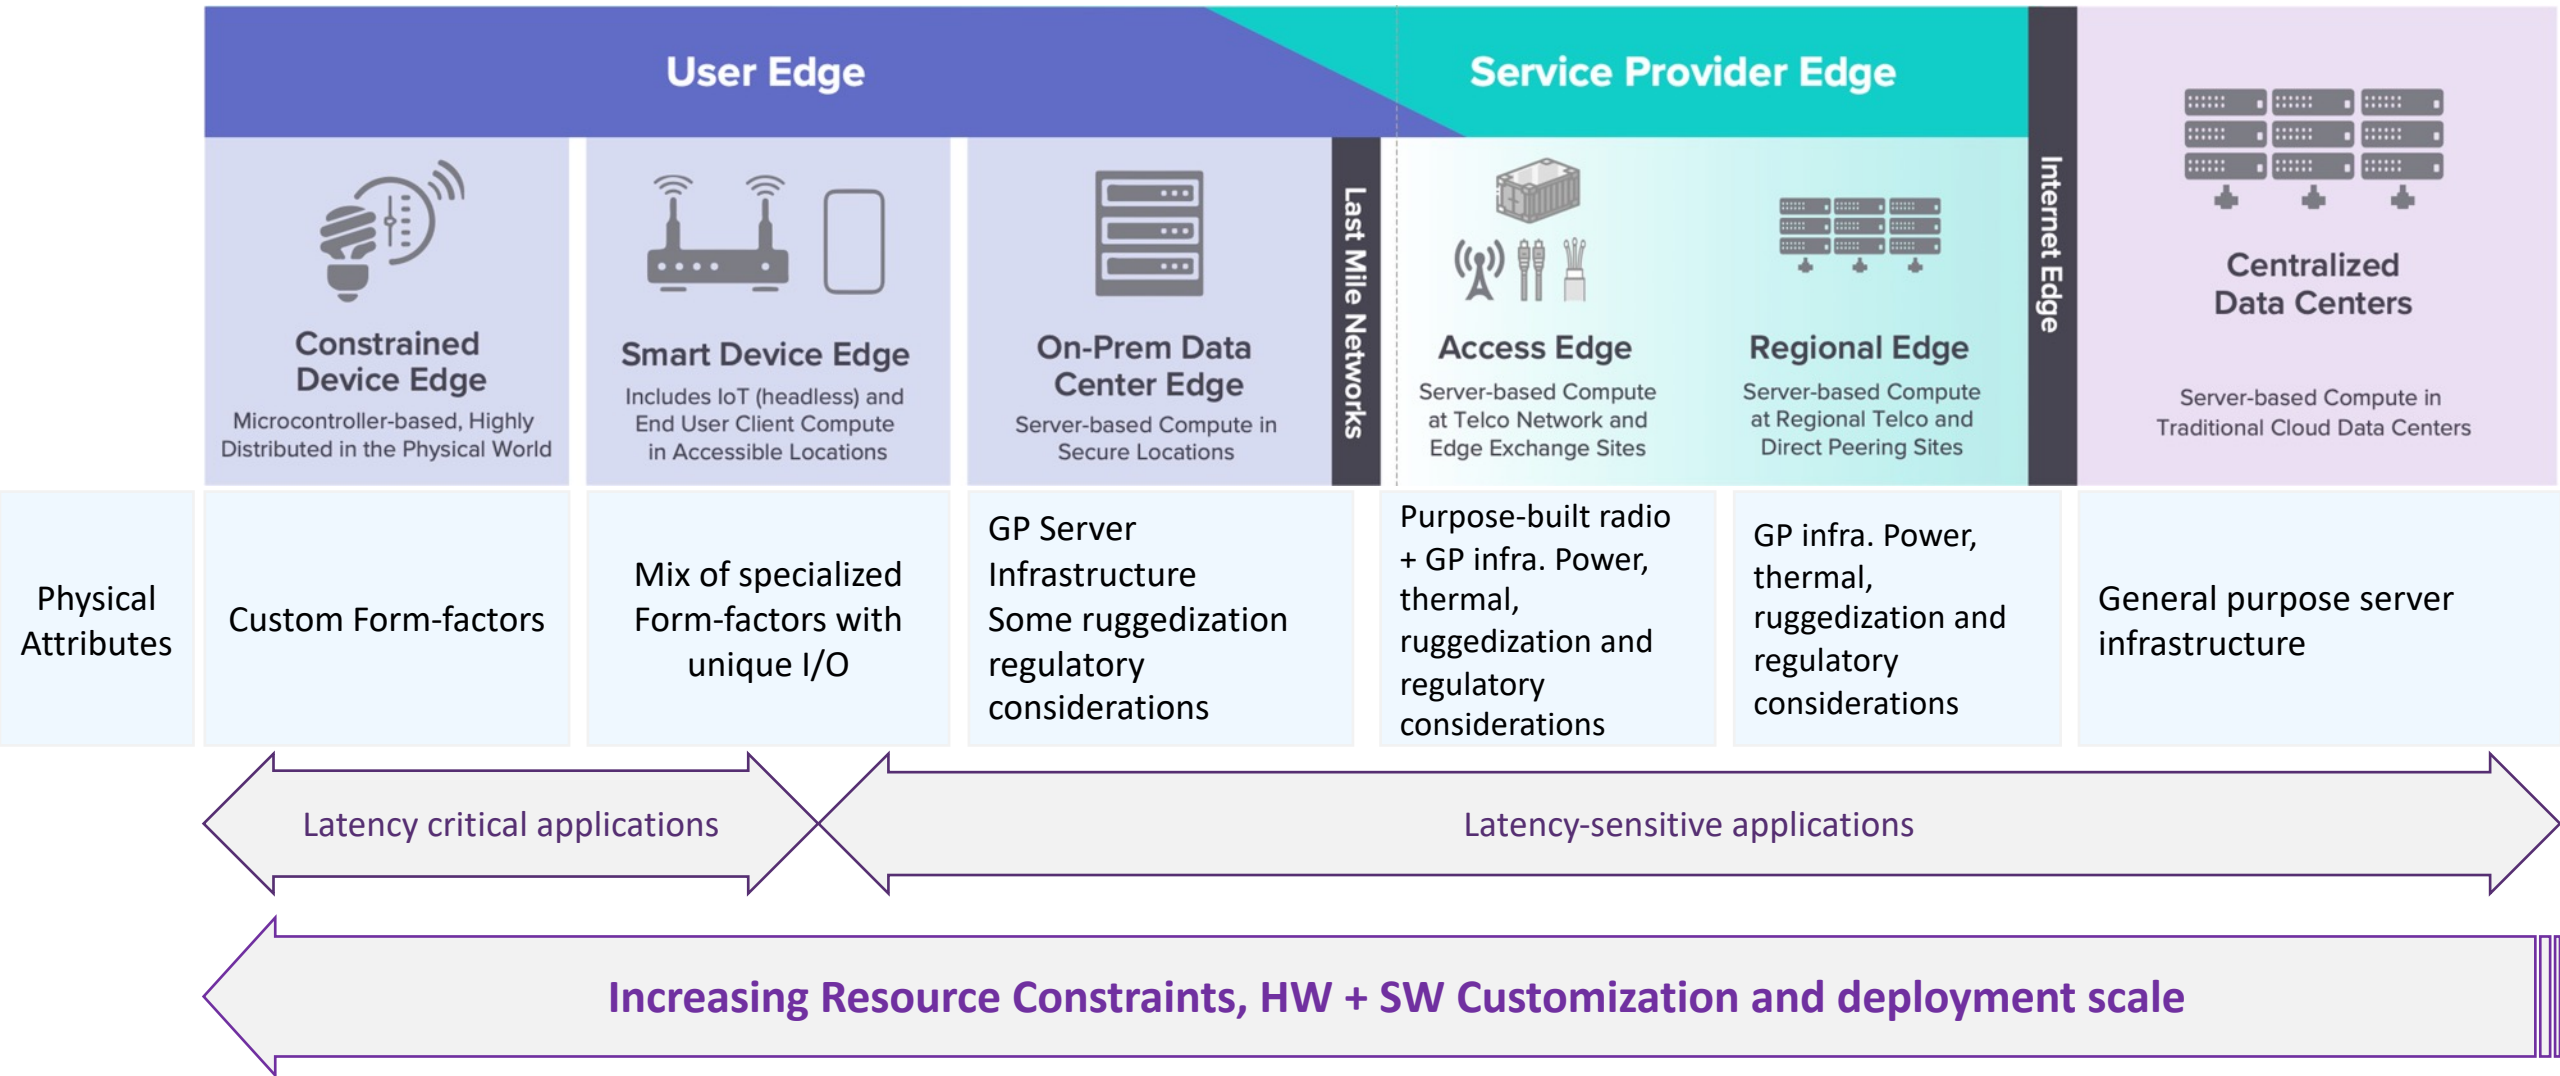 User Edge
Service Provider Edge
Constrained
Device Edge
Microcontroller-based, Highly
Distributed in the Physical World
Smart Device Edge
Includes IoT (headless) and
End User Client Compute
in Accessible Locations
On-Prem Data
Center Edge
Server-based Compute in
Secure Locations
Last Mile Networks
Access Edge
Server-based Compute
at Telco Network and
Edge Exchange Sites
Regional Edge
Server-based Compute
at Regional Telco and
Direct Peering Sites
Internet Edge
Centralized
Data Centers
Server-based Compute in
Traditional Cloud Data Centers
Physical
Attributes
Custom Form-factors
Mix of specialized
Form-factors with
unique I/O
GP Server
Infrastructure
Some ruggedization
regulatory
considerations
Purpose-built radio
+ GP infra. Power,
thermal,
ruggedization and
regulatory
considerations
GP infra. Power,
thermal,
ruggedization and
regulatory
considerations
General purpose server
infrastructure
Latency critical applications
Latency-sensitive applications
Increasing Resource Constraints, HW + SW Customization and deployment scale